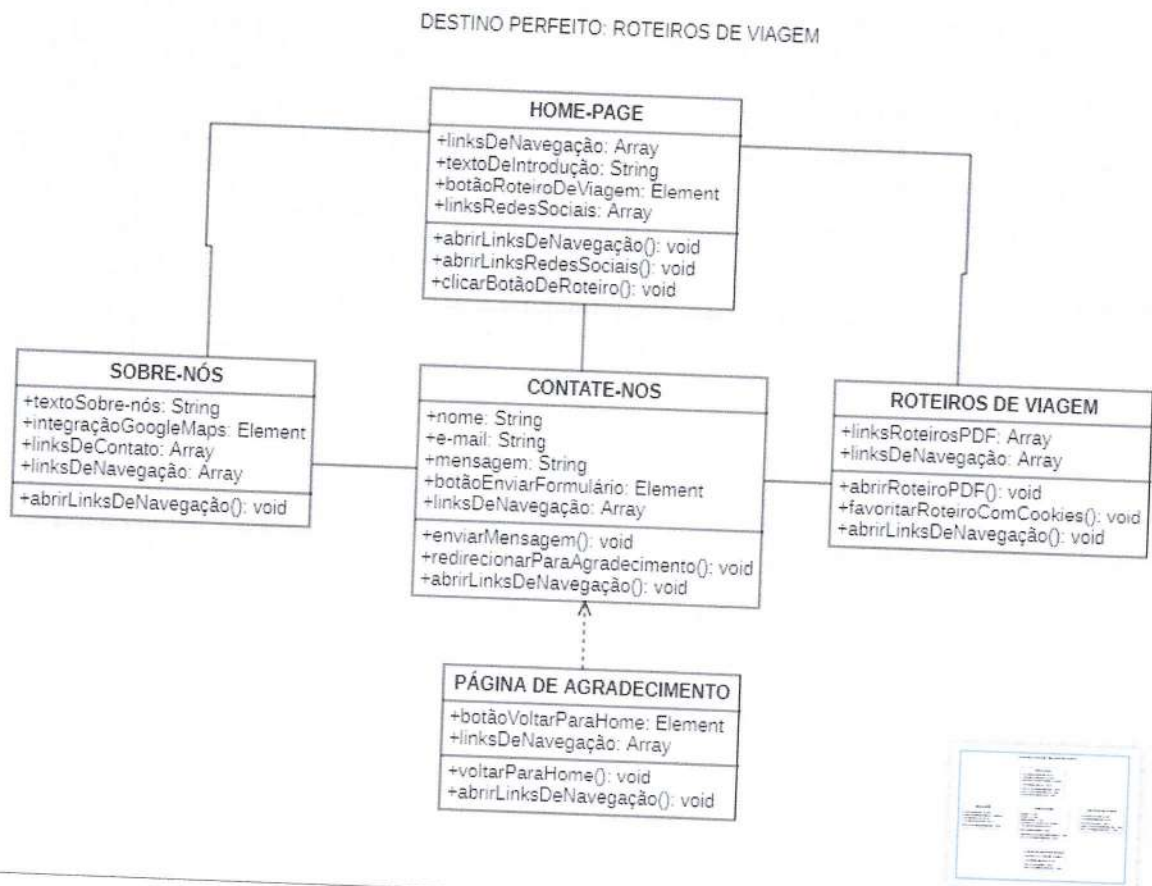 DESTINO PERFEITO: ROTEIROS DE VIAGEM
HOME-PAGE
+linksDeNavegação: Array
+textoDeIntrodução: String
+botãoRoteiroDeViagem: Element
+linksRedesSociais: Array
+abrirLinksDeNavegação(): void
+abrirLinksRedesSociais(): void
+clicarBotãoDeRoteiro(): void
SOBRE-NÓS
+textoSobre-nós: String
+integraçãoGoogleMaps: Element
+linksDeContato: Array
+linksDeNavegação: Array
+abrirLinksDeNavegação(): void
CONTATE-NOS
+nome: String
+e-mail: String
+mensagem: String
+botãoEnviarFormulário: Element
+linksDeNavegação: Array
+enviarMensagem(): void
+redirecionarParaAgradecimento(): void
+abrirLinksDeNavegação(): void
ROTEIROS DE VIAGEM
+linksRoteirosPDF: Array
+linksDeNavegação: Array
+abrirRoteiroPDF(): void
+favoritarRoteiroComCookies(): void
+abrirLinksDeNavegação(): void
PÁGINA DE AGRADECIMENTO
+botãoVoltarParaHome: Element
+linksDeNavegação: Array
+voltarParaHome(): void
+abrirLinksDeNavegação(): void